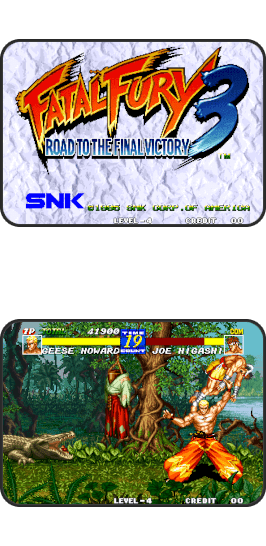 FATAL FURY 3
ROAD TO THE FINAL VICTORY
TM
SNK
©1995 SNK CORP. OF AMERICA
LEVEL-4 CREDIT 00
1P 41900 TIME COM
19
GEESE HOWARD COUNT JOE HIGASHI
LEVEL-4 CREDIT 00